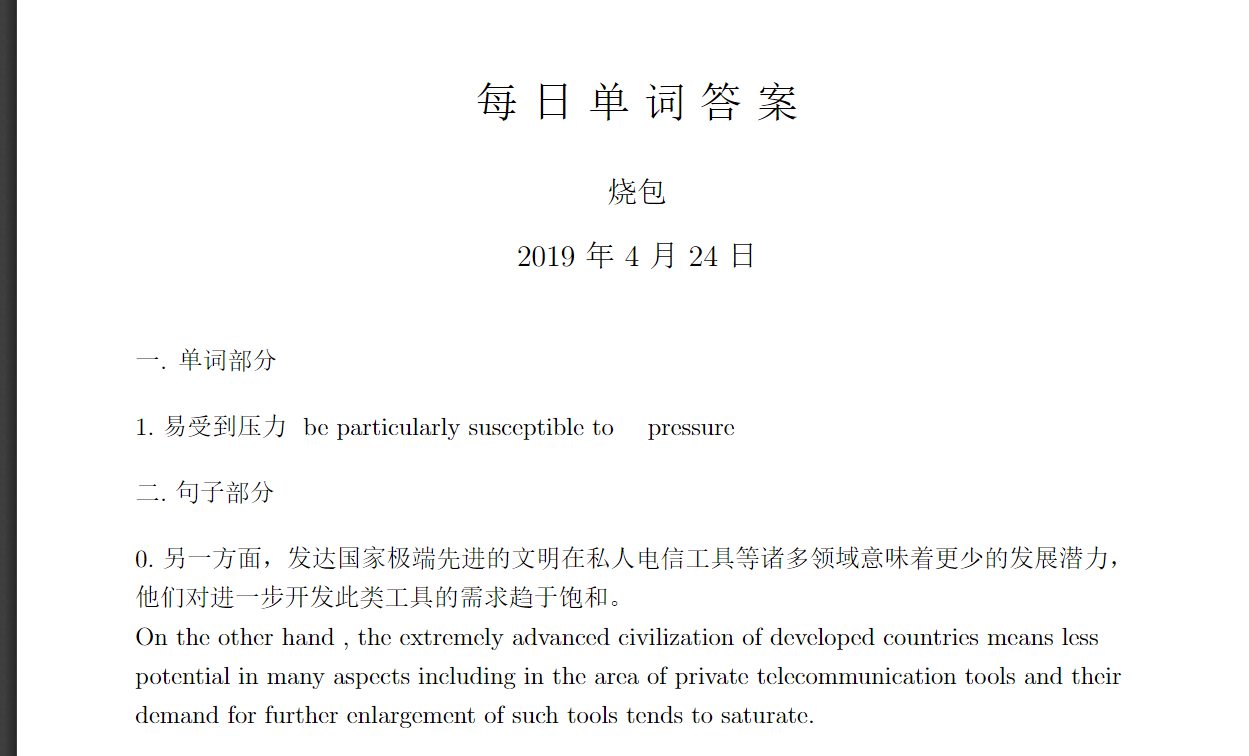 每日单词答案
烧包
2019 年 4 月 24 日
一. 单词部分
1. 易受到压力 be particularly susceptible to pressure
二. 句子部分
0. 另一方面，发达国家极端先进的文明在私人电信工具等诸多领域意味着更少的发展潜力，
他们对进一步开发此类工具的需求趋于饱和。
On the other hand , the extremely advanced civilization of developed countries means less
potential in many aspects including in the area of private telecommunication tools and their
demand for further enlargement of such tools tends to saturate.